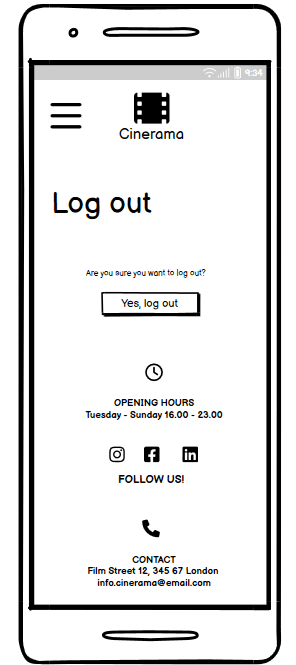 9:34
Cinerama
Log out
Are you sure you want to log out?
Yes, log out
OPENING HOURS
Tuesday - Sunday 16.00 - 23.00
FOLLOW US!
CONTACT
Film Street 12, 345 67 London
info.cinerama@email.com